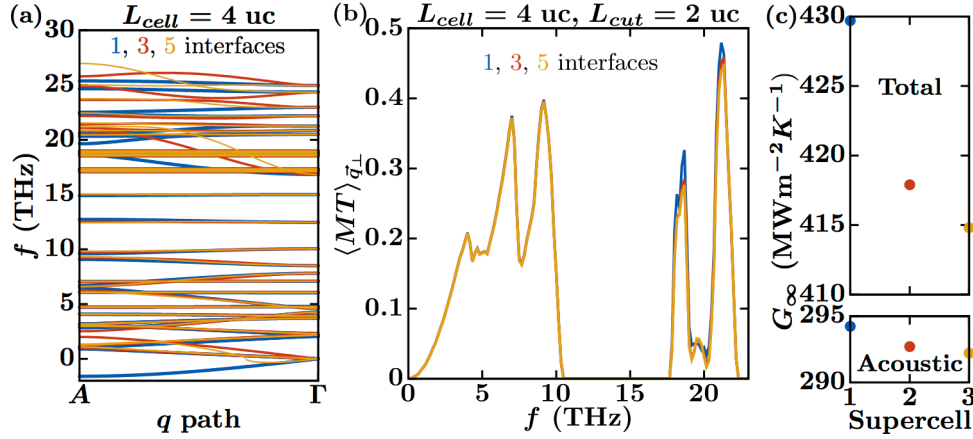 (a)
L_cell = 4 uc
1, 3, 5 interfaces
30
25
20
15
10
5
0
f (THz)
A
Γ
q path
(b)
L_cell = 4 uc, L_cut = 2 uc
1, 3, 5 interfaces
0.5
0.4
0.3
0.2
0.1
0
⟨MT⟩_q⃗⊥
0
5
10
15
20
f (THz)
(c)
430
425
420
415
410
Total
295
290
Acoustic
G_∞ (MWm⁻²K⁻¹)
1
2
3
Supercell